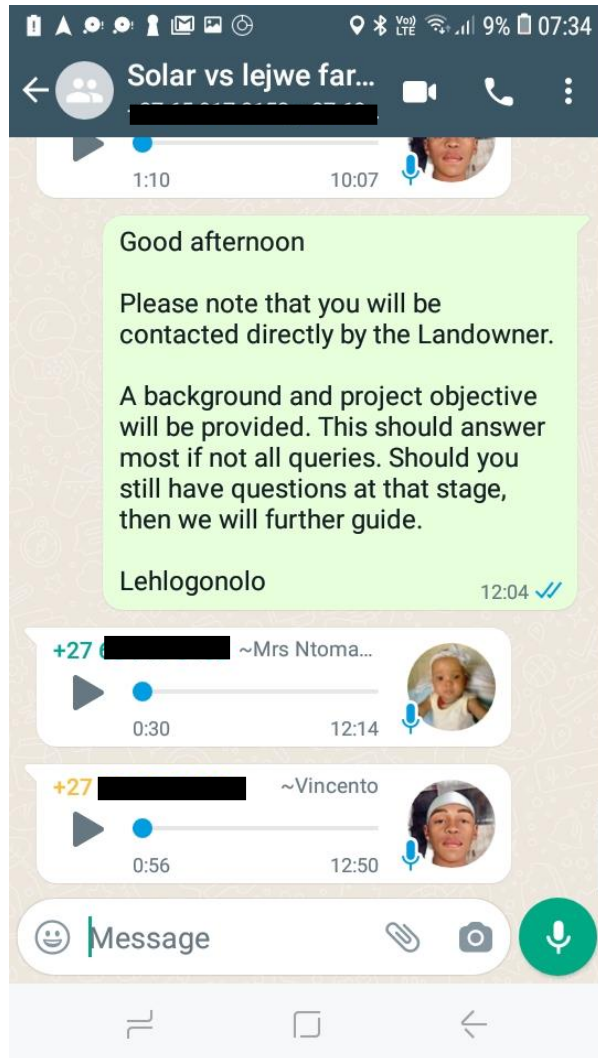 Vo)) LTE 9% 07:34
Solar vs lejwe far...
1:10 10:07
Good afternoon
Please note that you will be
contacted directly by the Landowner.
A background and project objective
will be provided. This should answer
most if not all queries. Should you
still have questions at that stage,
then we will further guide.
Lehlogonolo
12:04
+27 ~Mrs Ntoma...
0:30 12:14
+27 ~Vincento
0:56 12:50
Message